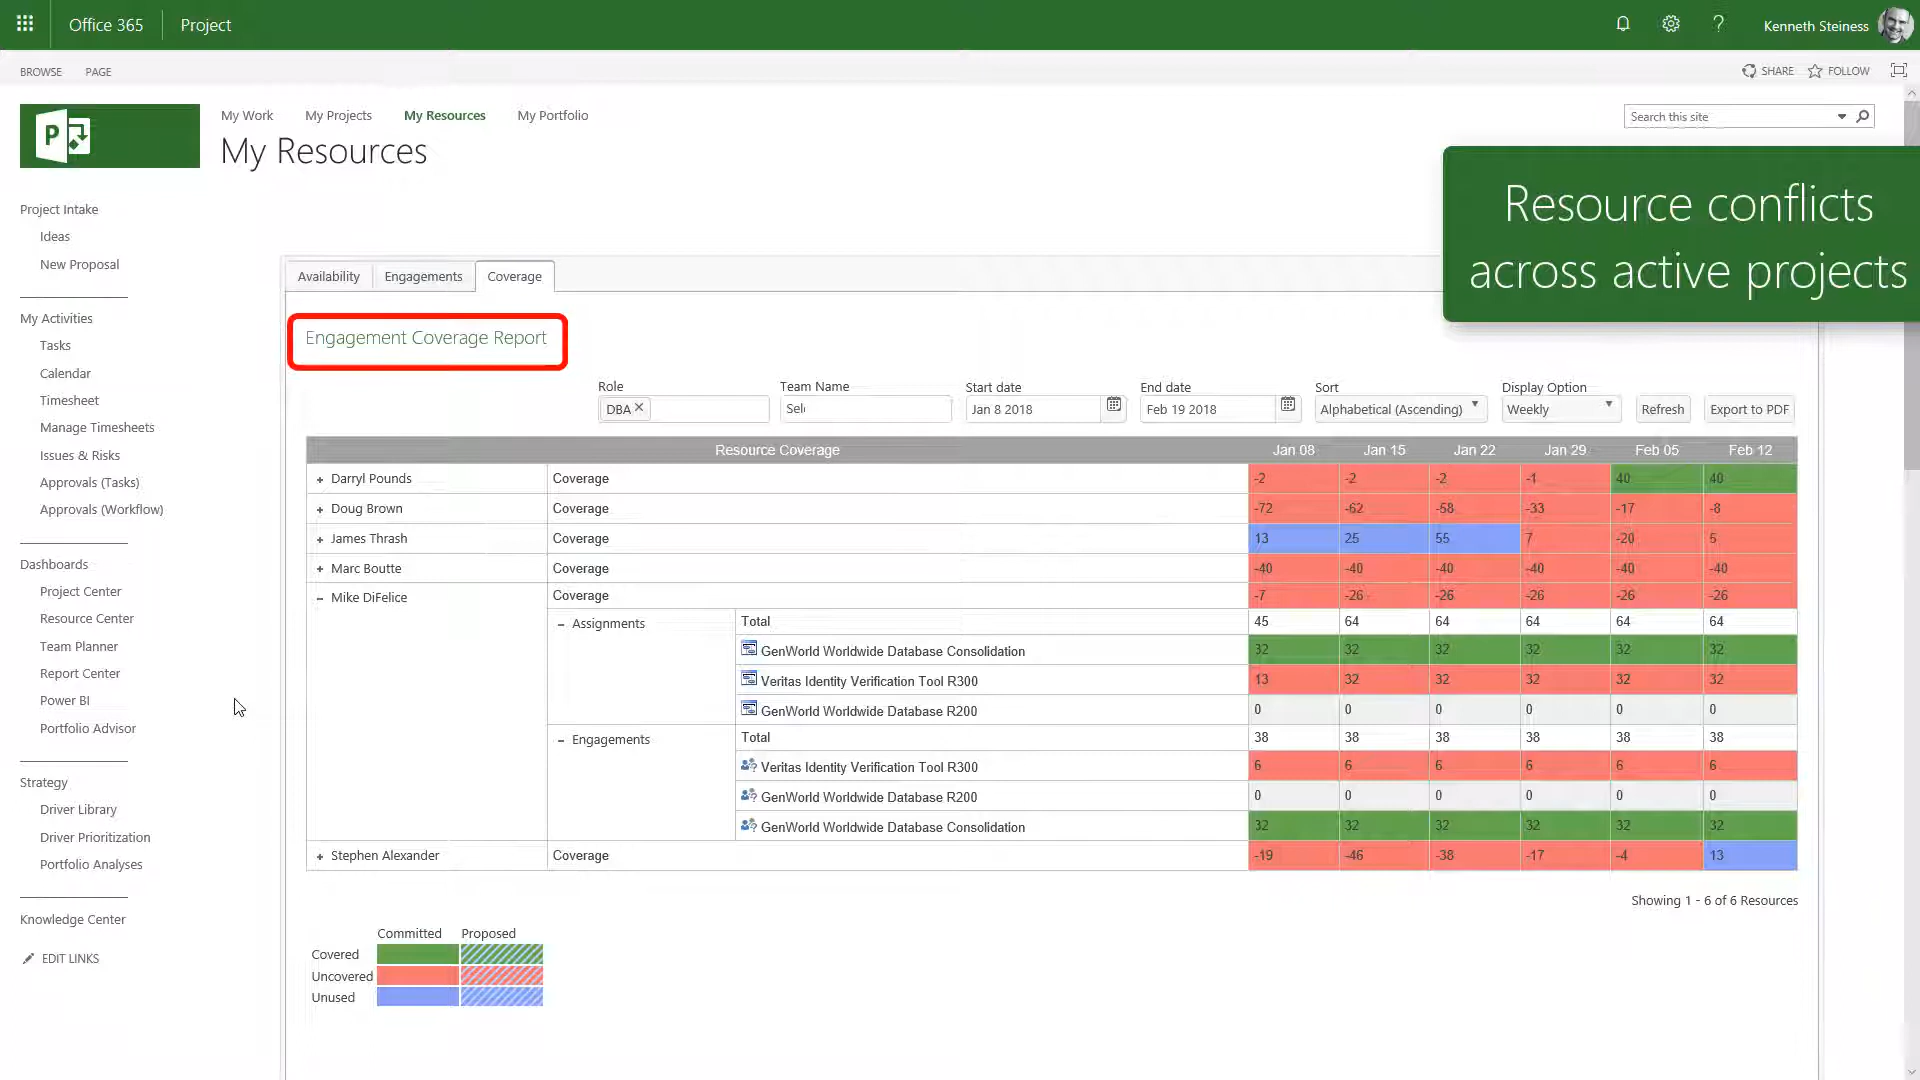 Office 365 Project
? Kenneth Steiness
BROWSE PAGE
SHARE FOLLOW
P
My Work My Projects My Resources My Portfolio
Search this site
My Resources
Resource conflicts
across active projects
Project Intake
Ideas
New Proposal
My Activities
Tasks
Calendar
Timesheet
Manage Timesheets
Issues & Risks
Approvals (Tasks)
Approvals (Workflow)
Dashboards
Project Center
Resource Center
Team Planner
Report Center
Power BI
Portfolio Advisor
Strategy
Driver Library
Driver Prioritization
Portfolio Analyses
Knowledge Center
EDIT LINKS
Availability Engagements Coverage
Engagement Coverage Report
Role Team Name Start date End date Sort Display Option
DBA Sele Jan 8 2018 Feb 19 2018 Alphabetical (Ascending) Weekly Refresh Export to PDF
Resource Coverage Jan 08 Jan 15 Jan 22 Jan 29 Feb 05 Feb 12
+ Darryl Pounds Coverage -2 -2 -2 -1 40 40
+ Doug Brown Coverage -72 -62 -58 -33 -17 -8
+ James Thrash Coverage 13 25 55 7 -20 5
+ Marc Boutte Coverage -40 -40 -40 -40 -40 -40
– Mike DiFelice Coverage -7 -26 -26 -26 -26 -26
– Assignments Total 45 64 64 64 64 64
GenWorld Worldwide Database Consolidation 32 32 32 32 32 32
Veritas Identity Verification Tool R300 13 32 32 32 32 32
GenWorld Worldwide Database R200 0 0 0 0 0 0
– Engagements Total 38 38 38 38 38 38
Veritas Identity Verification Tool R300 6 6 6 6 6 6
GenWorld Worldwide Database R200 0 0 0 0 0 0
GenWorld Worldwide Database Consolidation 32 32 32 32 32 32
+ Stephen Alexander Coverage -19 -46 -38 -17 -4 13
Showing 1 - 6 of 6 Resources
Committed Proposed
Covered
Uncovered
Unused